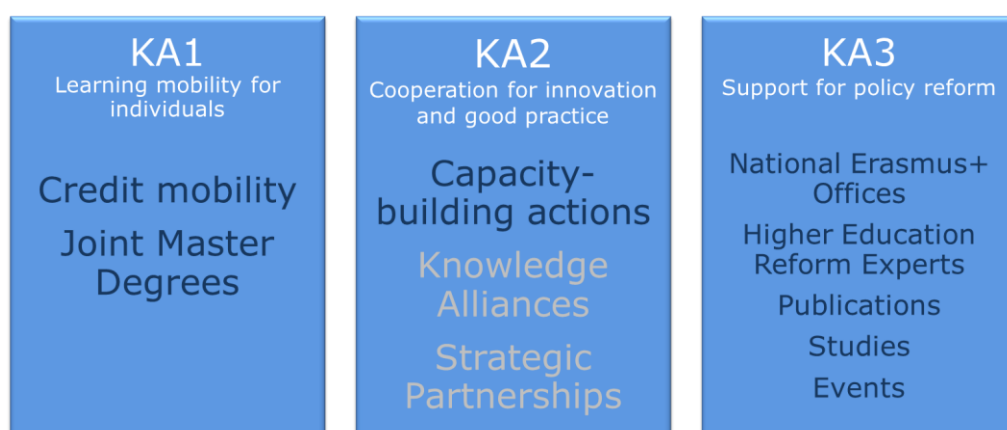 KA1
Learning mobility for
individuals
Credit mobility
Joint Master
Degrees
KA2
Cooperation for innovation
and good practice
Capacity-
building actions
Knowledge
Alliances
Strategic
Partnerships
KA3
Support for policy reform
National Erasmus+
Offices
Higher Education
Reform Experts
Publications
Studies
Events